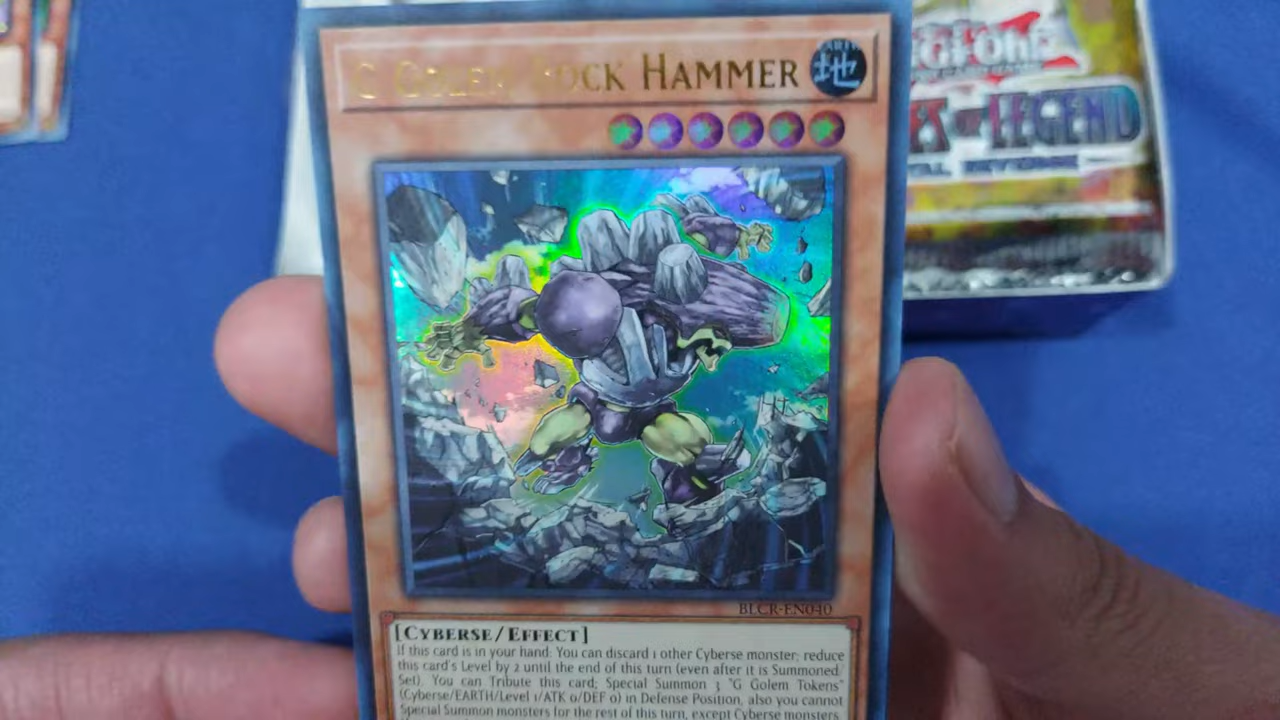 G GOLEM ROCK HAMMER
EARTH
地
BLCR-EN040
[CYBERSE/EFFECT]
If this card is in your hand: You can discard 1 other Cyberse monster; reduce
this card's Level by 2 until the end of this turn (even after it is Summoned/
Set). You can Tribute this card; Special Summon 3 "G Golem Tokens"
(Cyberse/EARTH/Level 1/ATK 0/DEF 0) in Defense Position, also you cannot
Special Summon monsters for the rest of this turn, except Cyberse monsters.
OF LEGEND